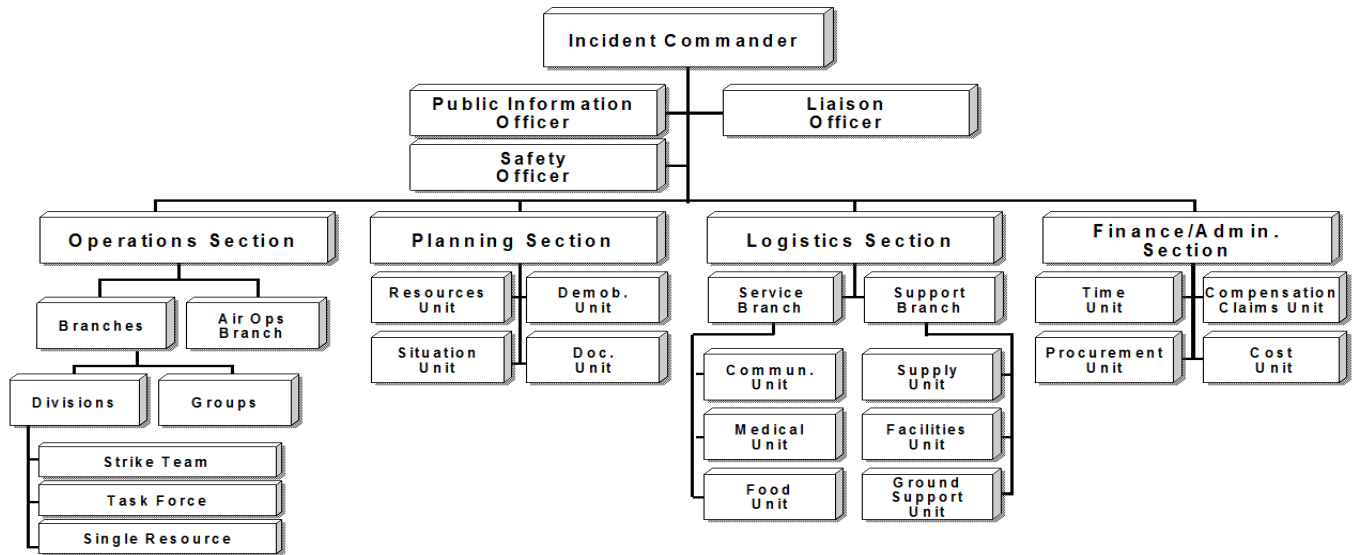 Incident Commander
Public Information
Officer
Liaison
Officer
Safety
Officer
Operations Section
Planning Section
Logistics Section
Finance/Admin.
Section
Branches
Air Ops
Branch
Divisions
Groups
Strike Team
Task Force
Single Resource
Resources
Unit
Demob.
Unit
Situation
Unit
Doc.
Unit
Service
Branch
Support
Branch
Commun.
Unit
Supply
Unit
Medical
Unit
Facilities
Unit
Food
Unit
Ground
Support
Unit
Time
Unit
Compensation
Claims Unit
Procurement
Unit
Cost
Unit